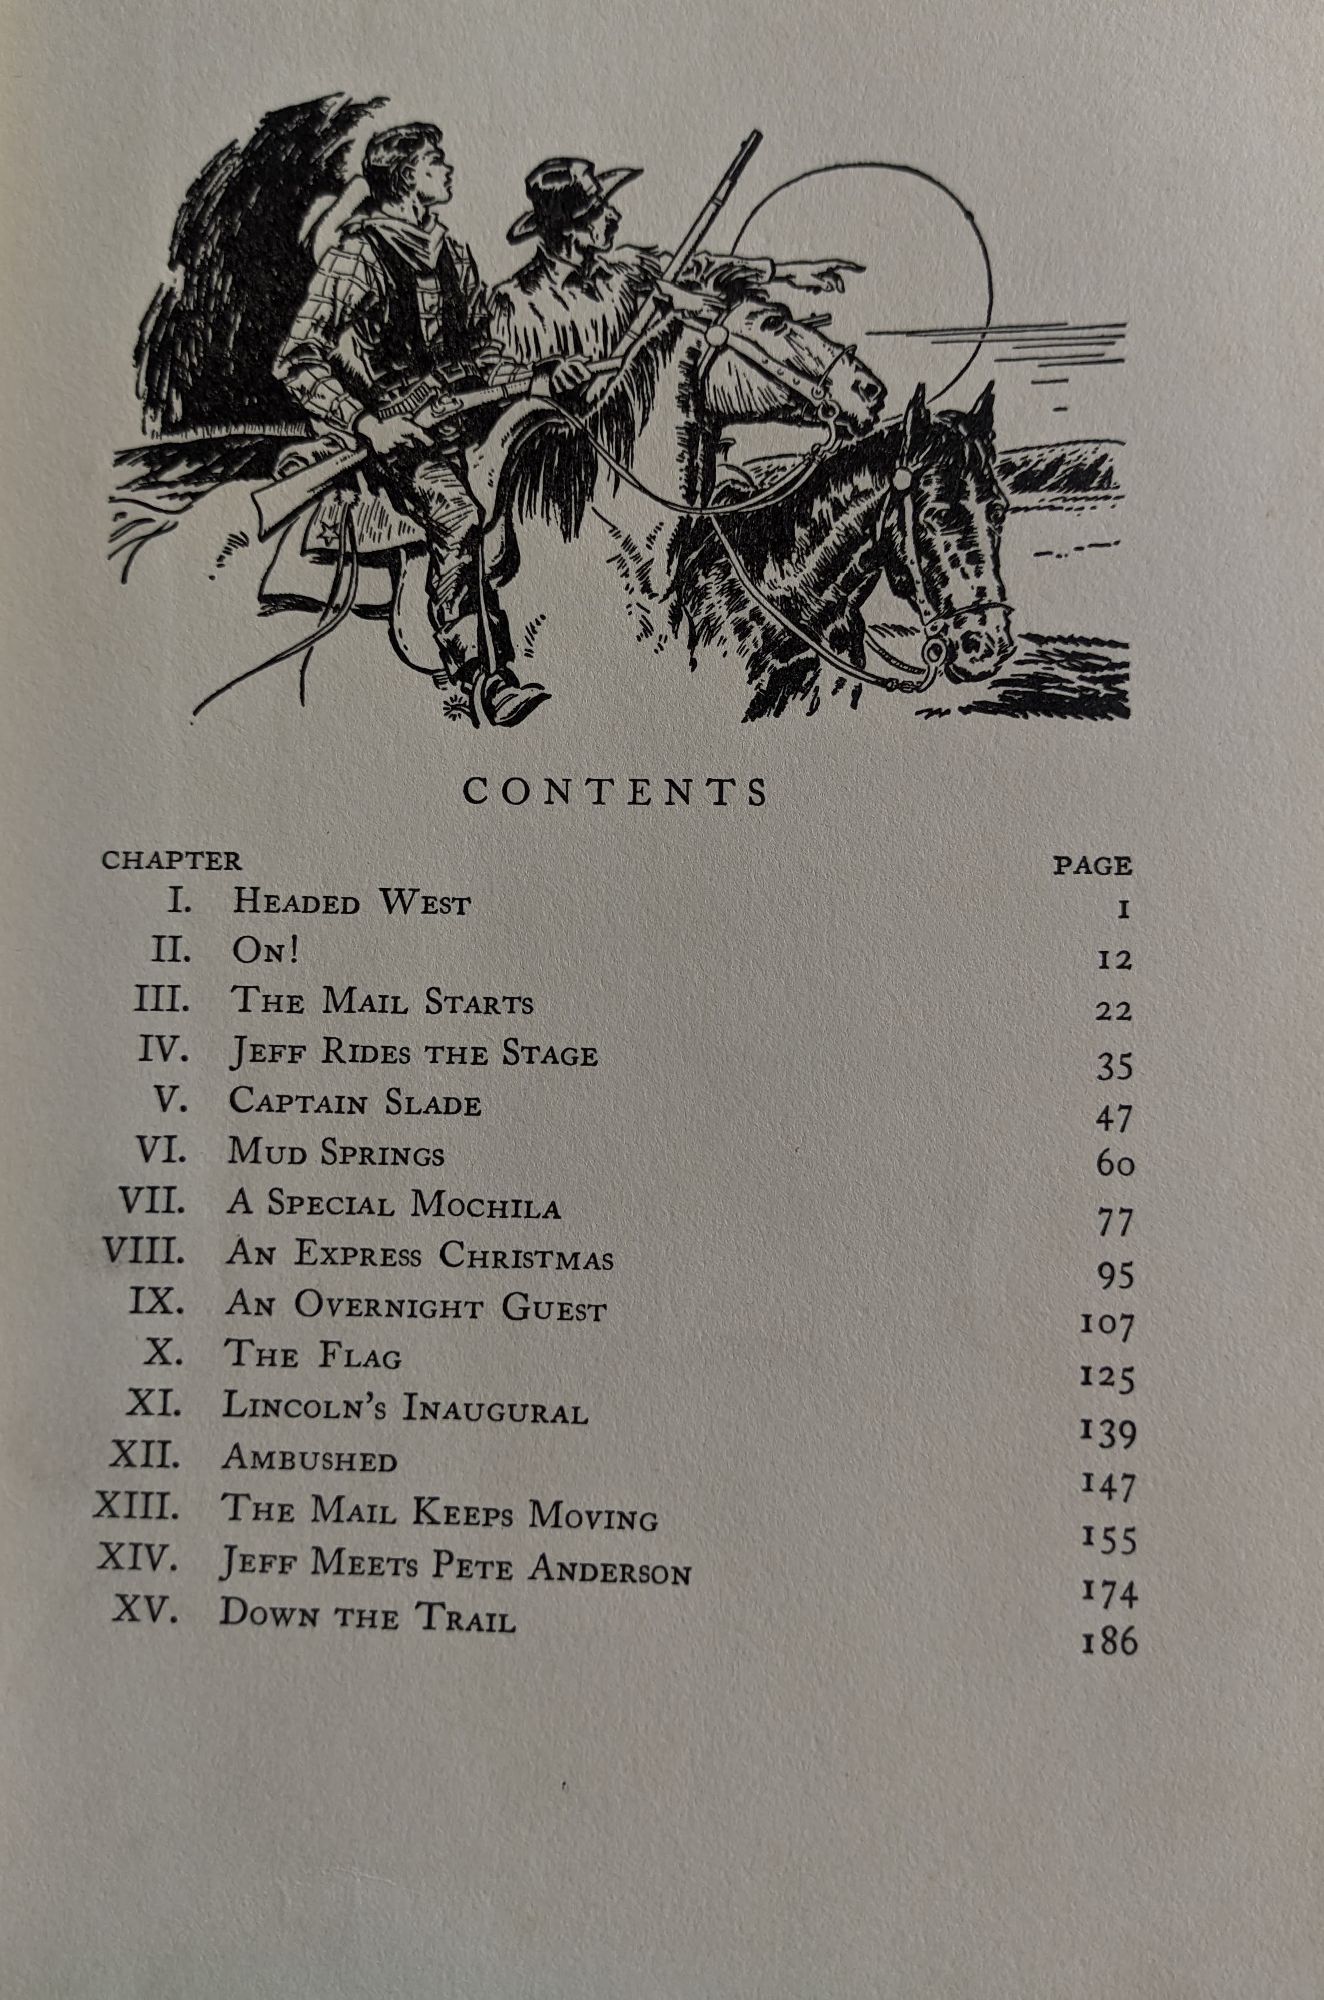 CONTENTS
CHAPTER PAGE
I. HEADED WEST 1
II. ON! 12
III. THE MAIL STARTS 22
IV. JEFF RIDES THE STAGE 35
V. CAPTAIN SLADE 47
VI. MUD SPRINGS 60
VII. A SPECIAL MOCHILA 77
VIII. AN EXPRESS CHRISTMAS 95
IX. AN OVERNIGHT GUEST 107
X. THE FLAG 125
XI. LINCOLN'S INAUGURAL 139
XII. AMBUSHED 147
XIII. THE MAIL KEEPS MOVING 155
XIV. JEFF MEETS PETE ANDERSON 174
XV. DOWN THE TRAIL 186